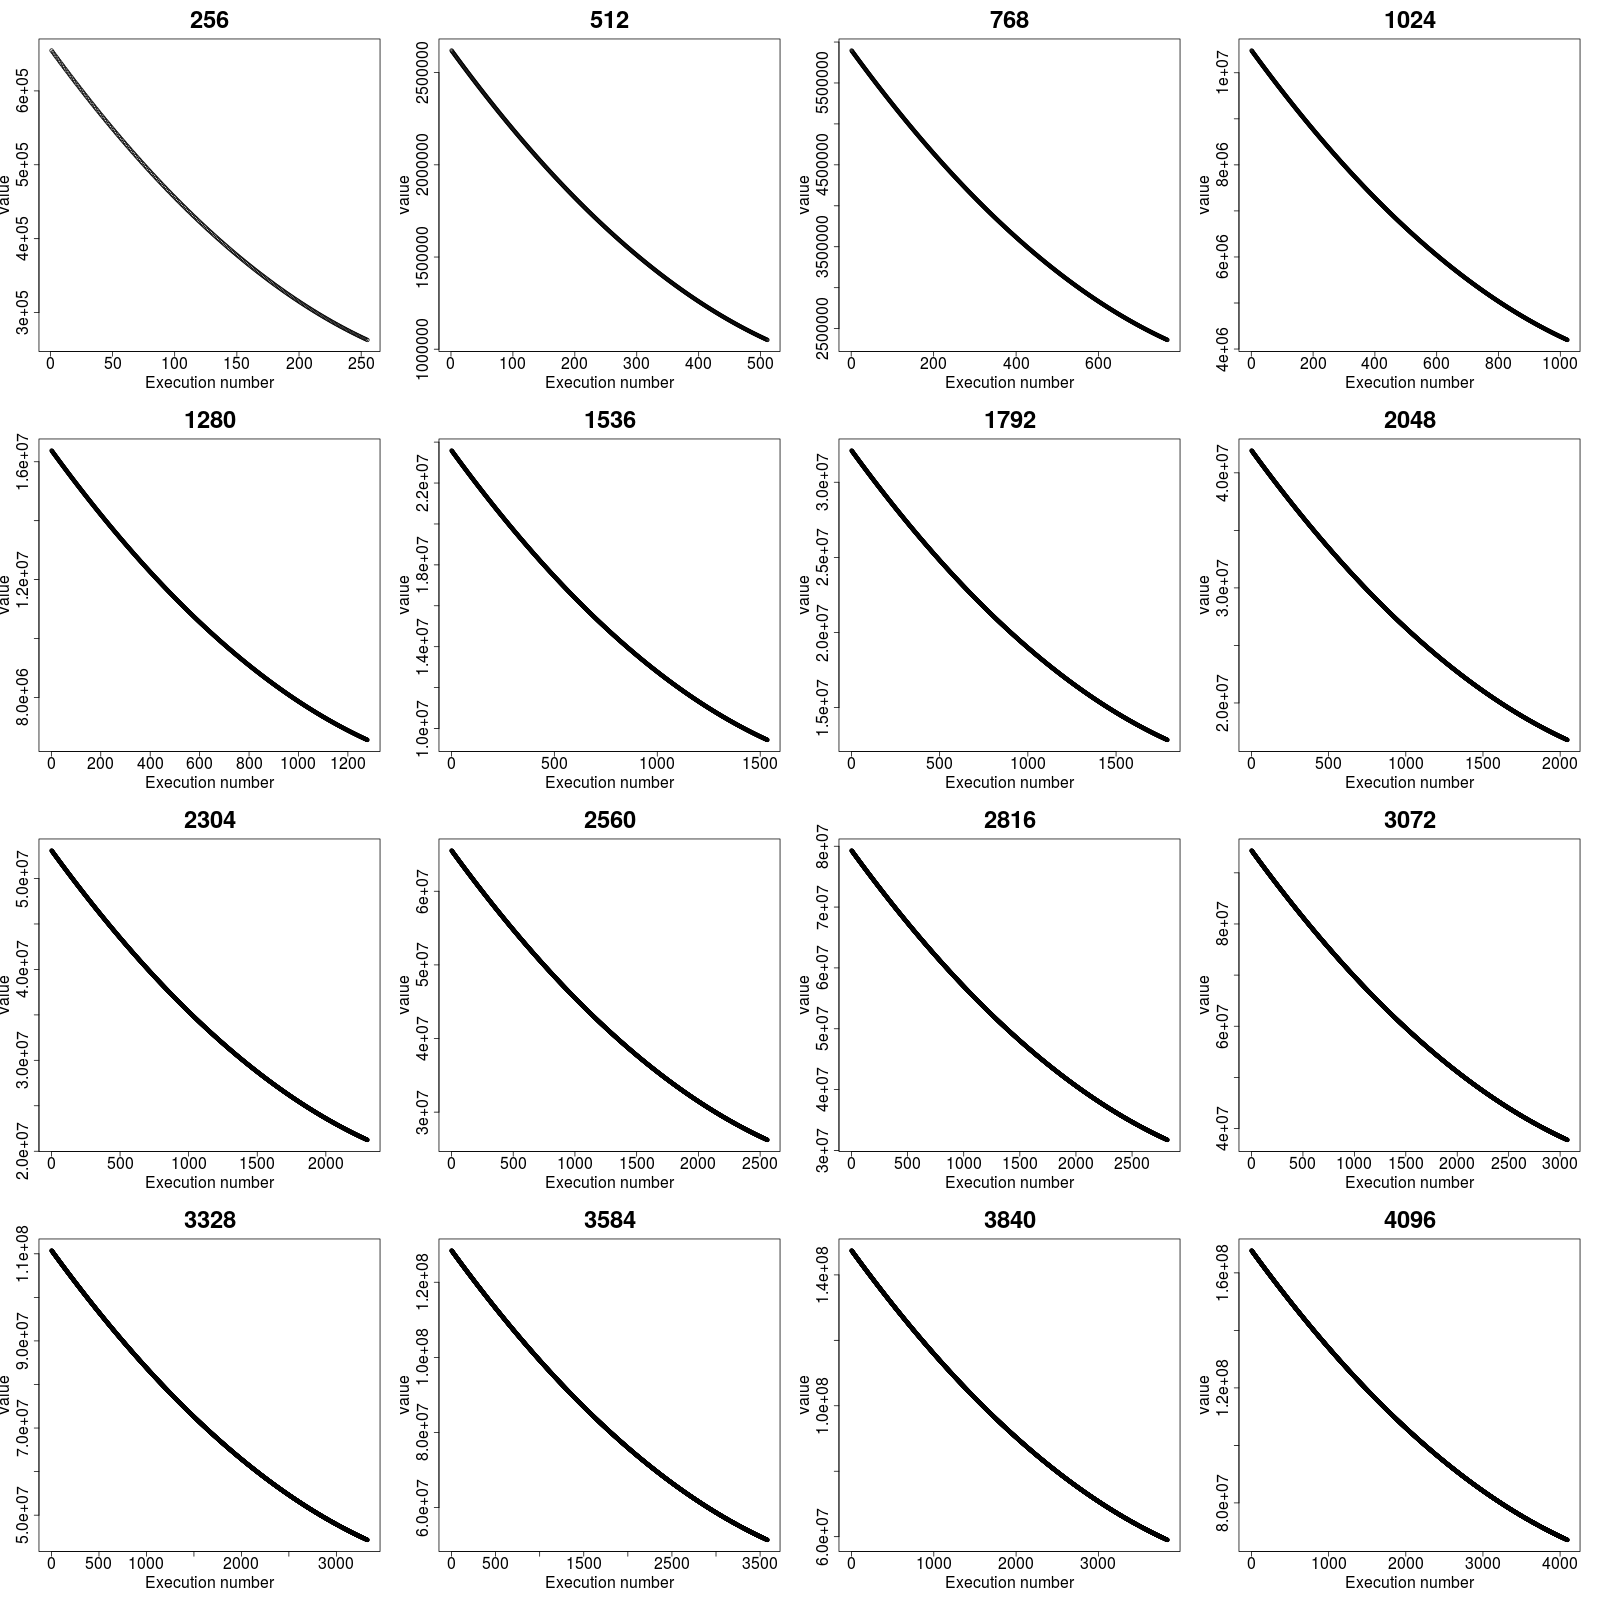 256 512 768 1024
value 3e+05 4e+05 5e+05 6e+05
value 1000000 1500000 2000000 2500000
value 2500000 3500000 4500000 5500000
value 4e+06 6e+06 8e+06 1e+07
0 50 100 150 200 250
0 100 200 300 400 500
0 200 400 600
0 200 400 600 800 1000
Execution number Execution number Execution number Execution number
1280 1536 1792 2048
value 8.0e+06 1.2e+07 1.6e+07
value 1.0e+07 1.4e+07 1.8e+07 2.2e+07
value 1.5e+07 2.0e+07 2.5e+07 3.0e+07
value 2.0e+07 3.0e+07 4.0e+07
0 200 400 600 800 1000 1200
0 500 1000 1500
0 500 1000 1500
0 500 1000 1500 2000
Execution number Execution number Execution number Execution number
2304 2560 2816 3072
value 2.0e+07 3.0e+07 4.0e+07 5.0e+07
value 3e+07 4e+07 5e+07 6e+07
value 3e+07 4e+07 5e+07 6e+07 7e+07 8e+07
value 4e+07 6e+07 8e+07
0 500 1000 1500 2000
0 500 1000 1500 2000 2500
0 500 1000 1500 2000 2500
0 500 1000 1500 2000 2500 3000
Execution number Execution number Execution number Execution number
3328 3584 3840 4096
value 5.0e+07 7.0e+07 9.0e+07 1.1e+08
value 6.0e+07 8.0e+07 1.0e+08 1.2e+08
value 6.0e+07 1.0e+08 1.4e+08
value 8.0e+07 1.2e+08 1.6e+08
0 500 1000 2000 3000
0 500 1500 2500 3500
0 1000 2000 3000
0 1000 2000 3000 4000
Execution number Execution number Execution number Execution number